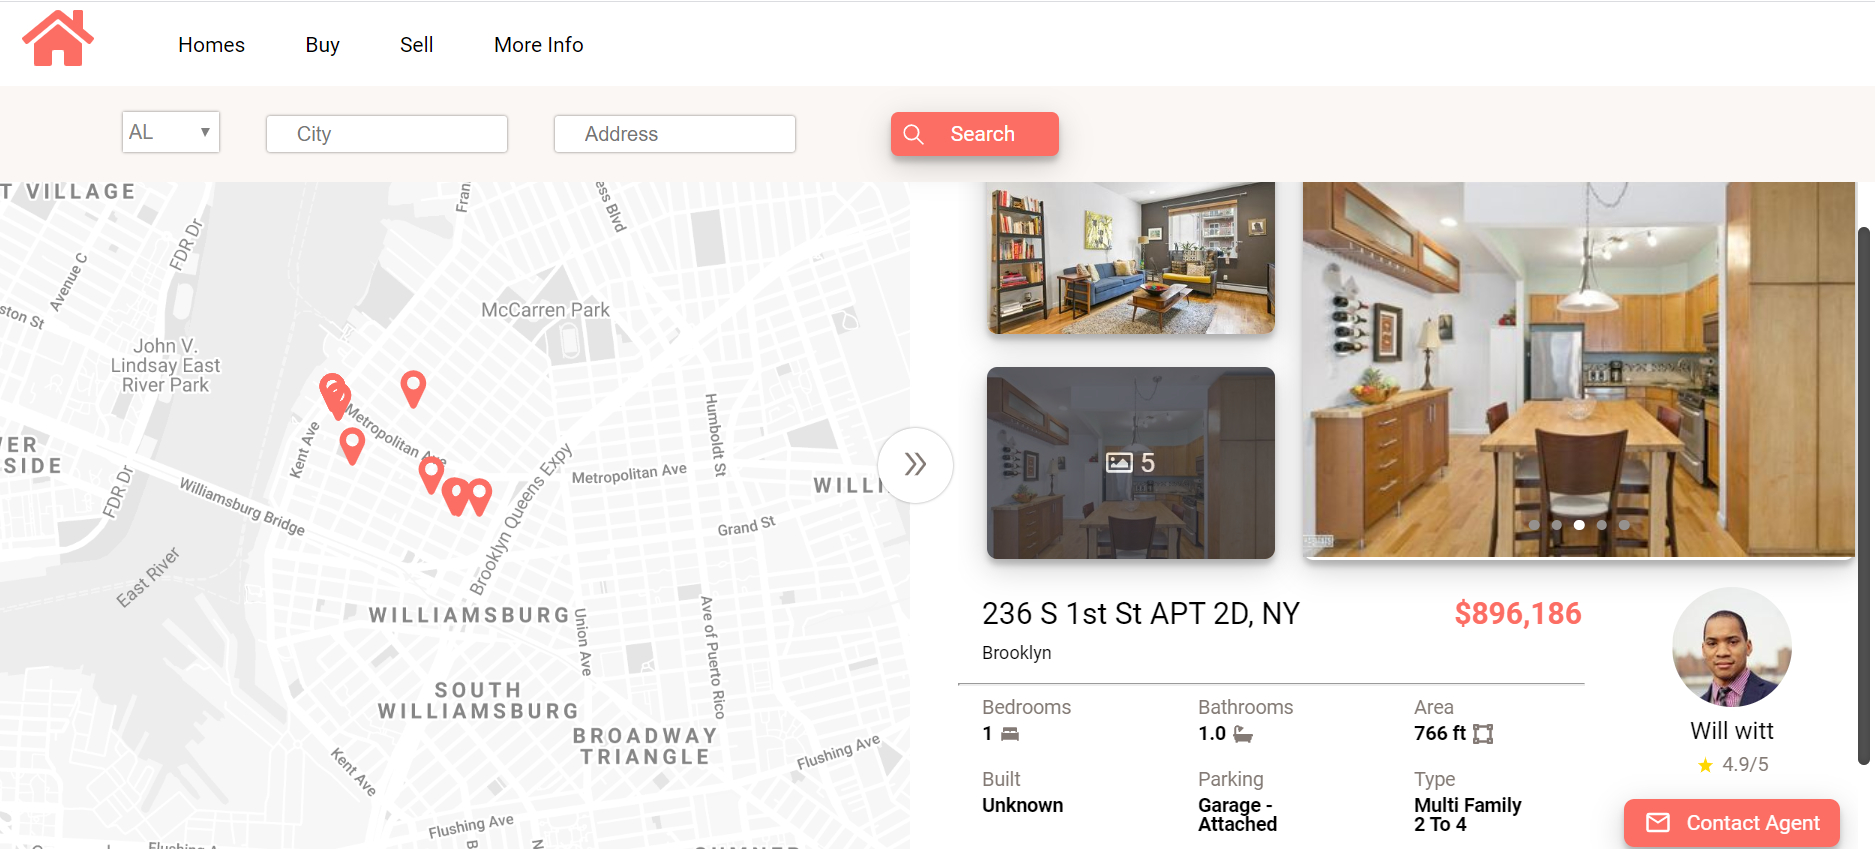 Homes
Buy
Sell
More Info
AL
City
Address
Search
T VILLAGE
FDR Dr
Avenue C
ston St
John V.
Lindsay East
River Park
Fran
ess Blvd
McCarren Park
Metropolitan Ave
Kent Ave
SIDE
FDR Dr
Williamsburg Bridge
East River
Brooklyn Queens Expy
Metropolitan Ave
Humboldt St
WILLI
Grand St
WILLIAMSBURG
Union Ave
Ave of Puerto Rico
SOUTH
WILLIAMSBURG
BROADWAY
TRIANGLE
Kent Ave
Flushing Ave
Flushing Ave
5
236 S 1st St APT 2D, NY
$896,186
Brooklyn
Bedrooms
1
Bathrooms
1.0
Area
766 ft
Built
Unknown
Parking
Garage -
Attached
Type
Multi Family
2 To 4
Will witt
4.9/5
Contact Agent